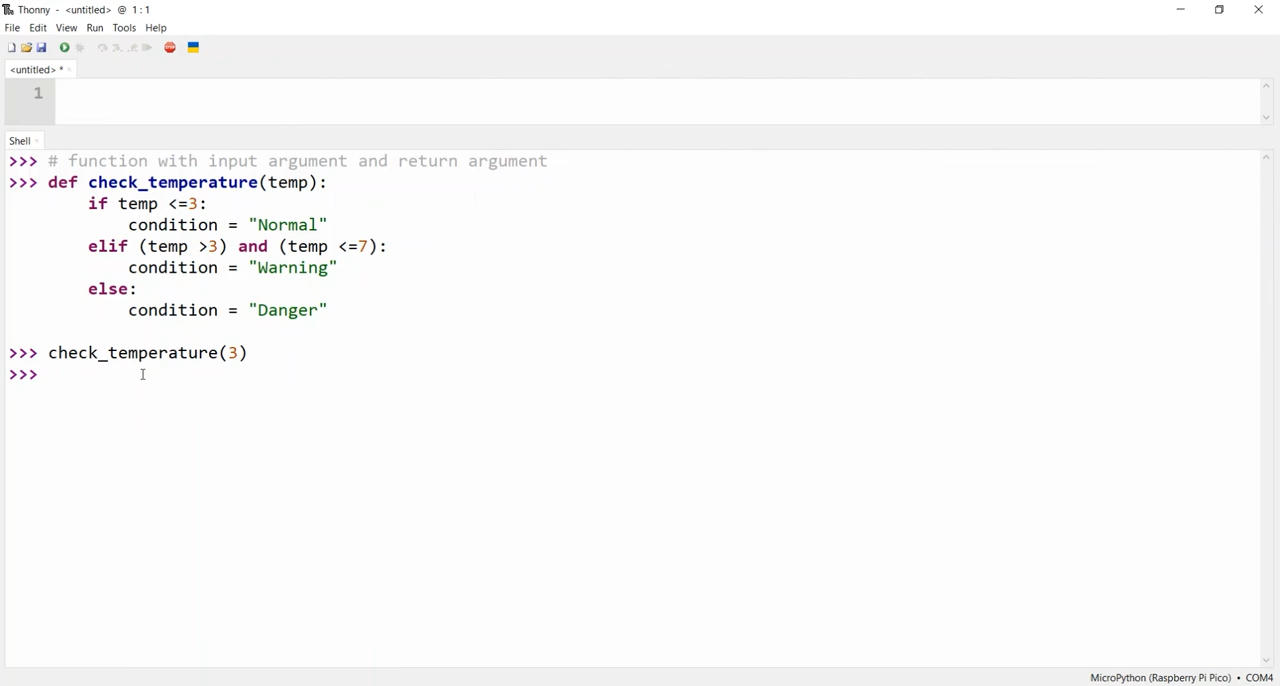 Thonny - <untitled> @ 1 : 1
File Edit View Run Tools Help
STOP
<untitled> *
1
Shell
>>> # function with input argument and return argument
>>> def check_temperature(temp):
if temp <=3:
condition = "Normal"
elif (temp >3) and (temp <=7):
condition = "Warning"
else:
condition = "Danger"
>>> check_temperature(3)
>>>
MicroPython (Raspberry Pi Pico) • COM4